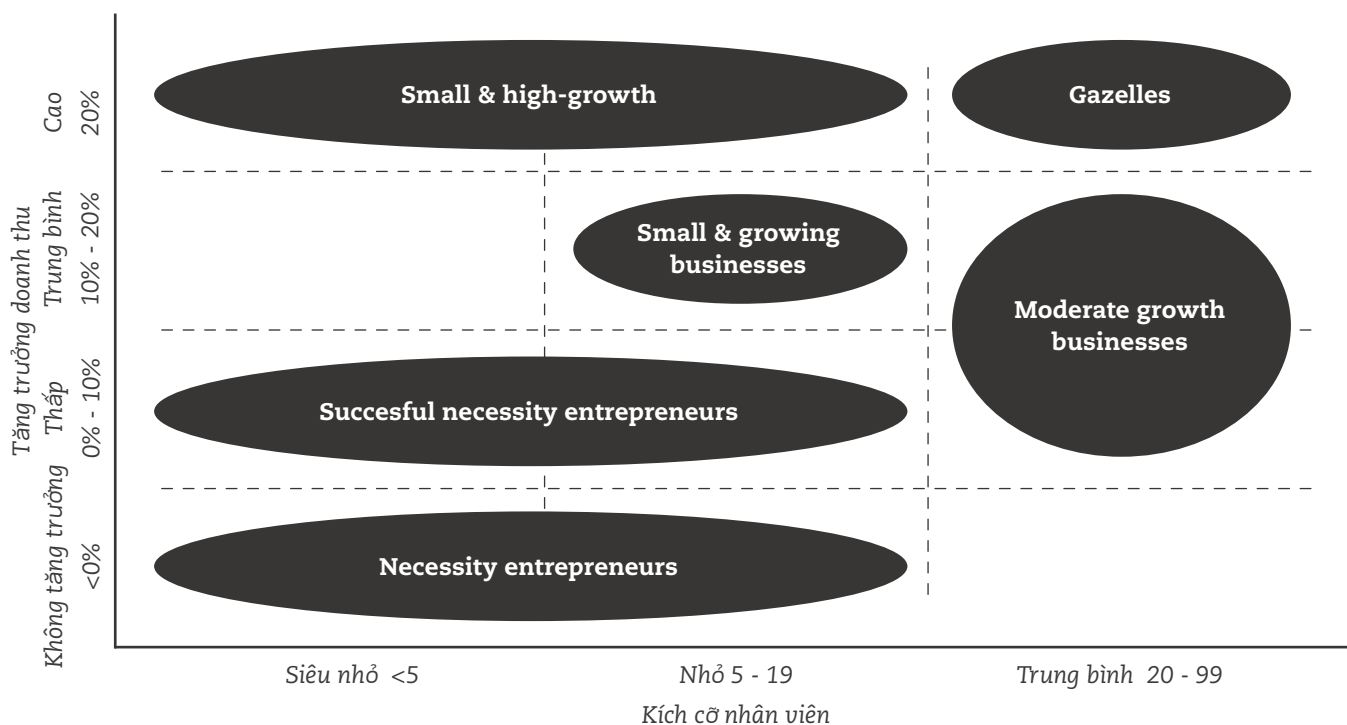 Small & high-growth
Gazelles
Small & growing
businesses
Moderate growth
businesses
Succesful necessity entrepreneurs
Necessity entrepreneurs
Tăng trưởng doanh thu
Cao
20%
Trung bình
10% - 20%
Thấp
0% - 10%
Không tăng trưởng
<0%
Siêu nhỏ <5
Nhỏ 5 - 19
Trung bình 20 - 99
Kích cỡ nhân viên